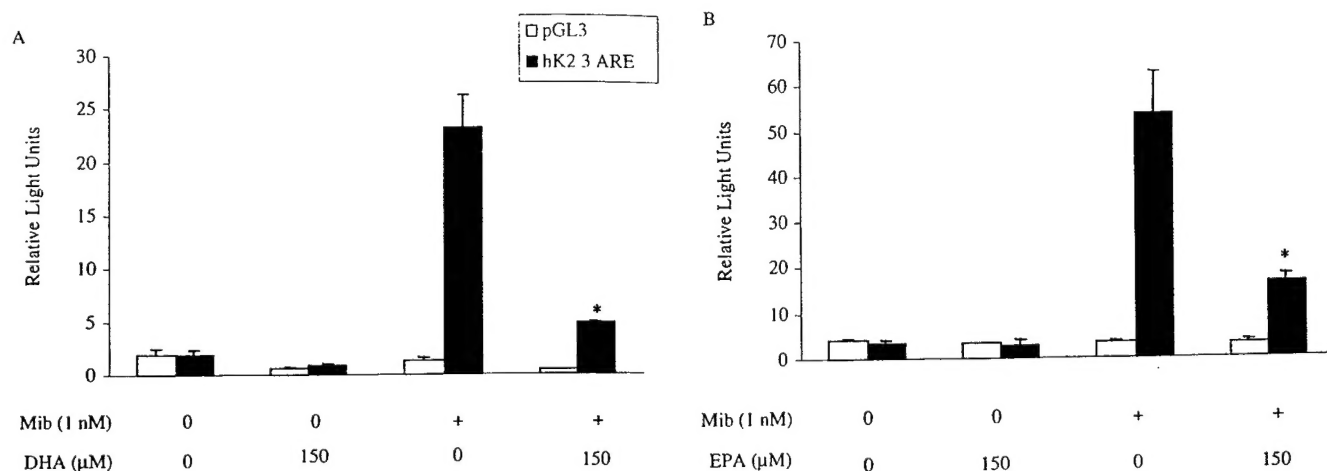 A
pGL3
hK2 3 ARE
30
25
20
15
10
5
0
Relative Light Units
*
Mib (1 nM) 0 0 + +
DHA (μM) 0 150 0 150
B
70
60
50
40
30
20
10
0
Relative Light Units
*
Mib (1 nM) 0 0 + +
EPA (μM) 0 150 0 150